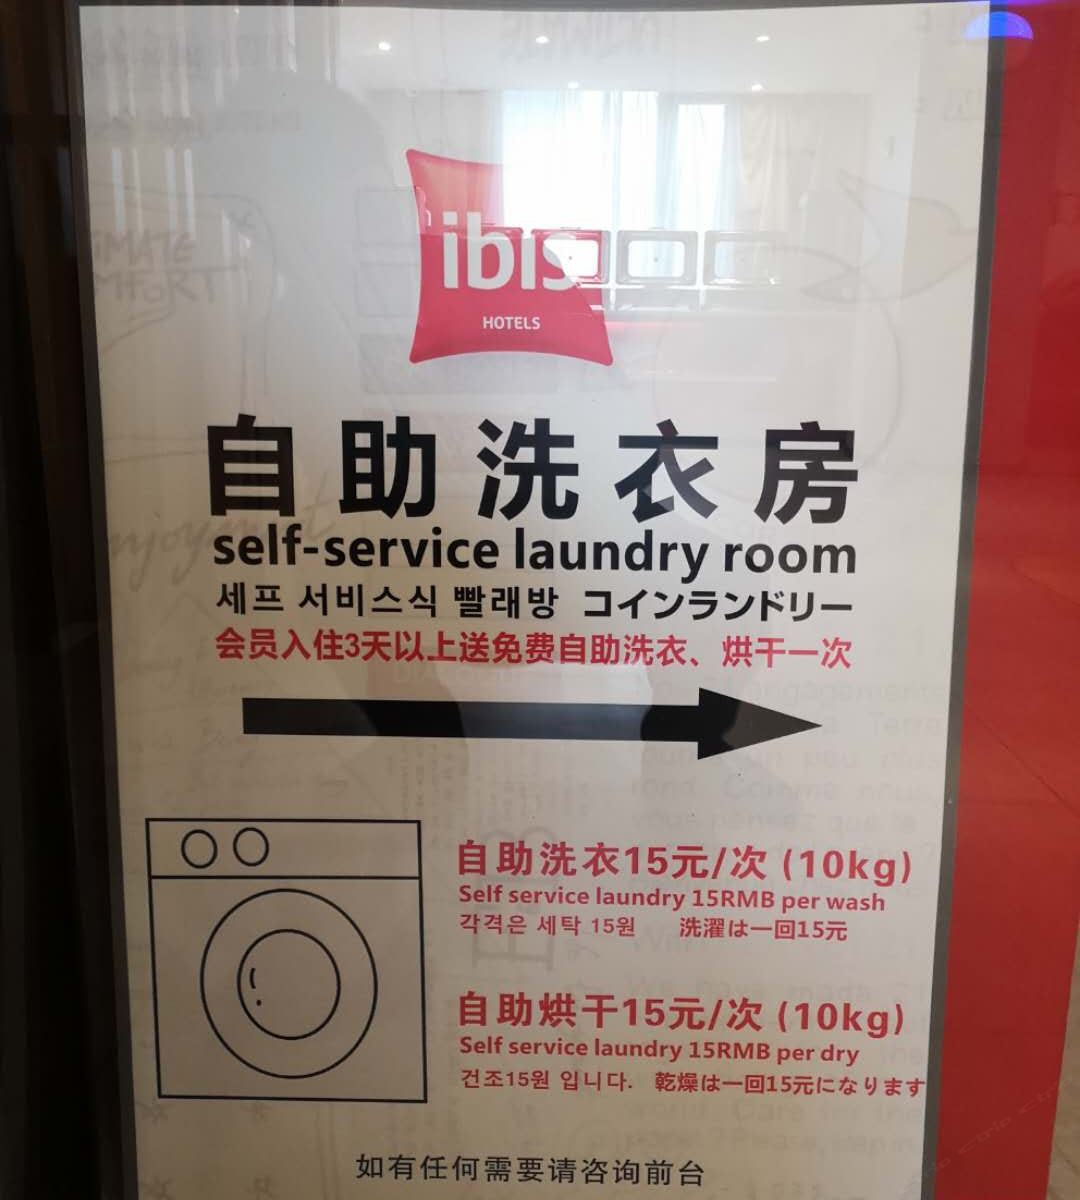 ibis
HOTELS
自助洗衣房
self-service laundry room
세프 서비스식 빨래방 コインランドリー
会员入住3天以上送免费自助洗衣、烘干一次
自助洗衣15元/次 (10kg)
Self service laundry 15RMB per wash
각격은 세탁 15원 洗濯は一回15元
自助烘干15元/次 (10kg)
Self service laundry 15RMB per dry
건조15원 입니다. 乾燥は一回15元になります
如有任何需要请咨询前台